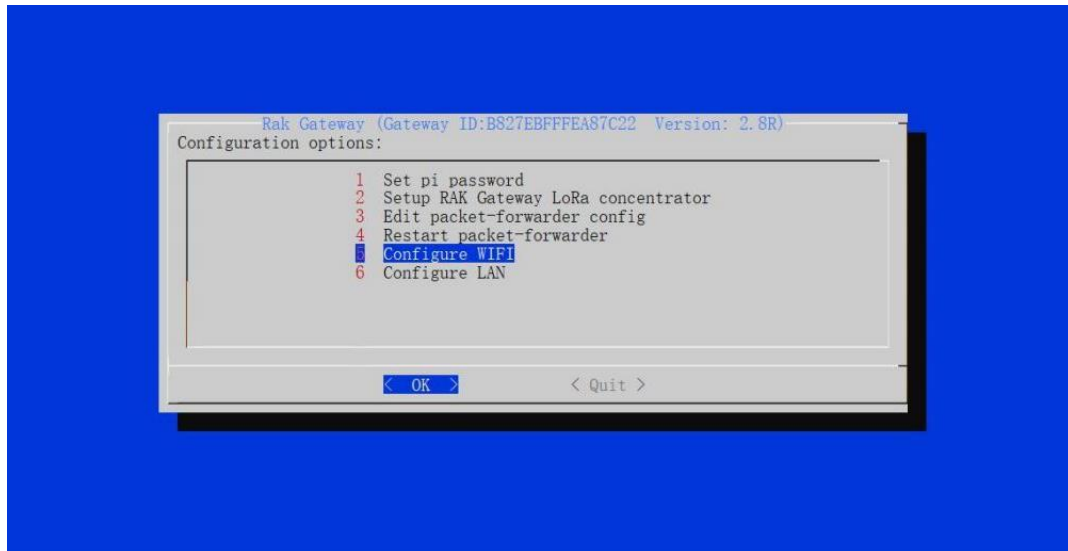 Rak Gateway (Gateway ID:B827EBFFFEA87C22 Version: 2.8R)
Configuration options:
1 Set pi password
2 Setup RAK Gateway LoRa concentrator
3 Edit packet-forwarder config
4 Restart packet-forwarder
5 Configure WIFI
6 Configure LAN
< OK > < Quit >